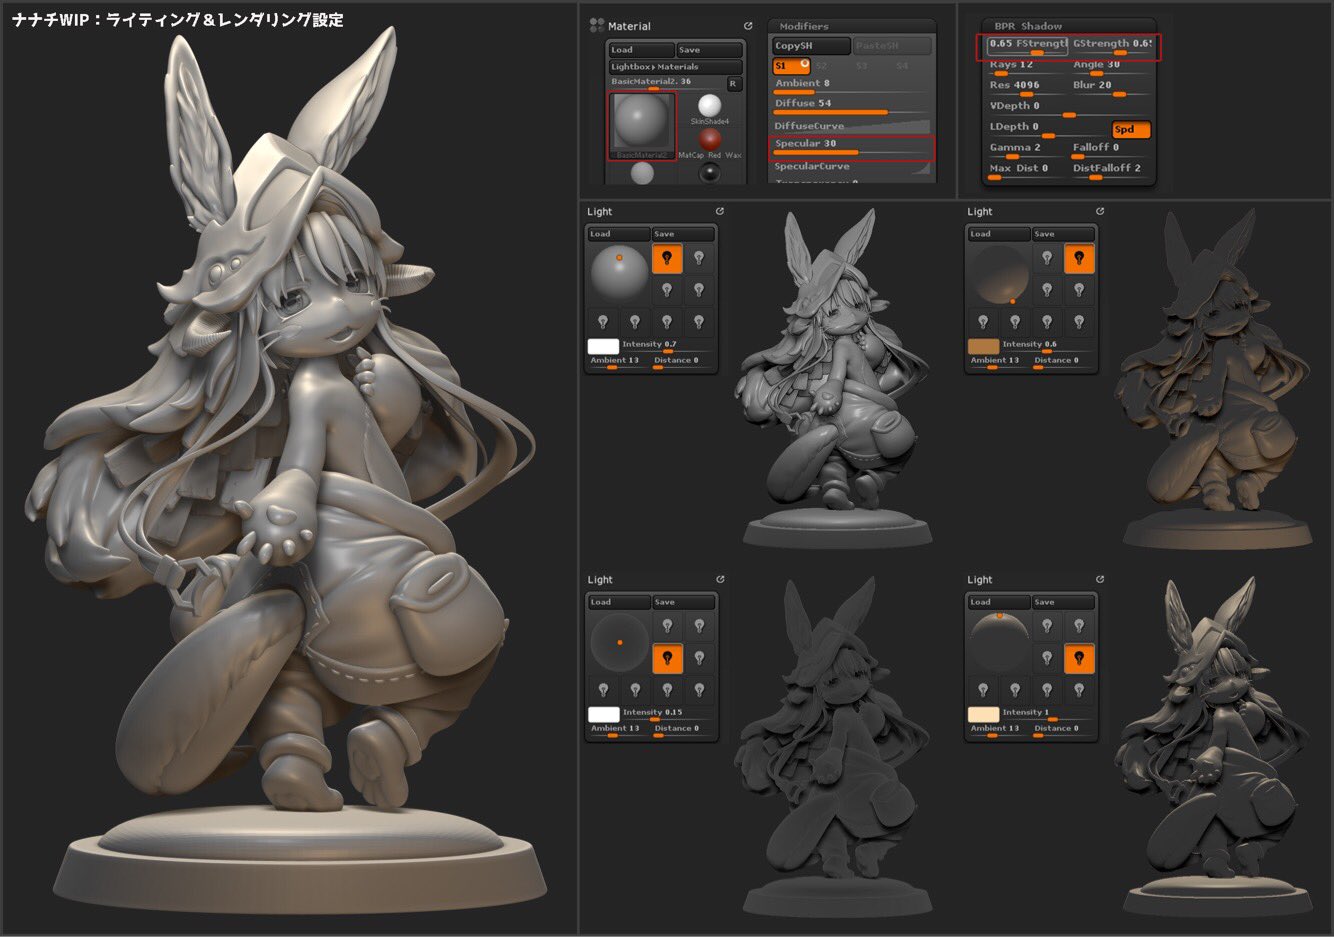 ナナチWIP：ライティング＆レンダリング設定
Material
Load Save
Lightbox▸Materials
BasicMaterial2. 36 R
SkinShade4
BasicMaterial2 MatCap Red Wax
Modifiers
CopySH PasteSH
S1 S2 S3 S4
Ambient 8
Diffuse 54
DiffuseCurve
Specular 30
SpecularCurve
BPR Shadow
0.65 FStrengtl GStrength 0.65
Rays 12 Angle 30
Res 4096 Blur 20
VDepth 0
LDepth 0 Spd
Gamma 2 Falloff 0
Max Dist 0 DistFalloff 2
Light
Load Save
Intensity 0.7
Ambient 13 Distance 0
Light
Load Save
Intensity 0.6
Ambient 13 Distance 0
Light
Load Save
Intensity 0.15
Ambient 13 Distance 0
Light
Load Save
Intensity 1
Ambient 13 Distance 0